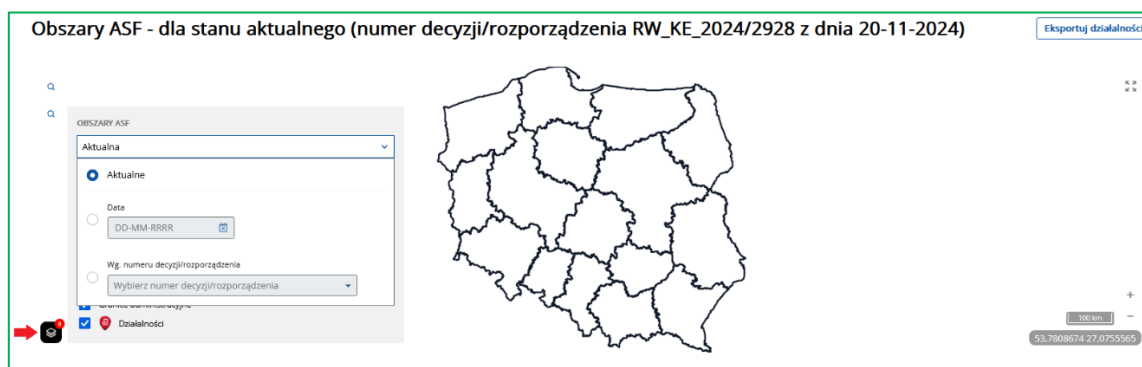 Obszary ASF - dla stanu aktualnego (numer decyzji/rozporządzenia RW_KE_2024/2928 z dnia 20-11-2024)
Eksportuj działalności
OBSZARY ASF
Aktualna
Aktualne
Data
DD-MM-RRRR
Wg. numeru decyzji/rozporządzenia
Wybierz numer decyzji/rozporządzenia
Działalności
+
100 km
−
53,7808674 27,0755565